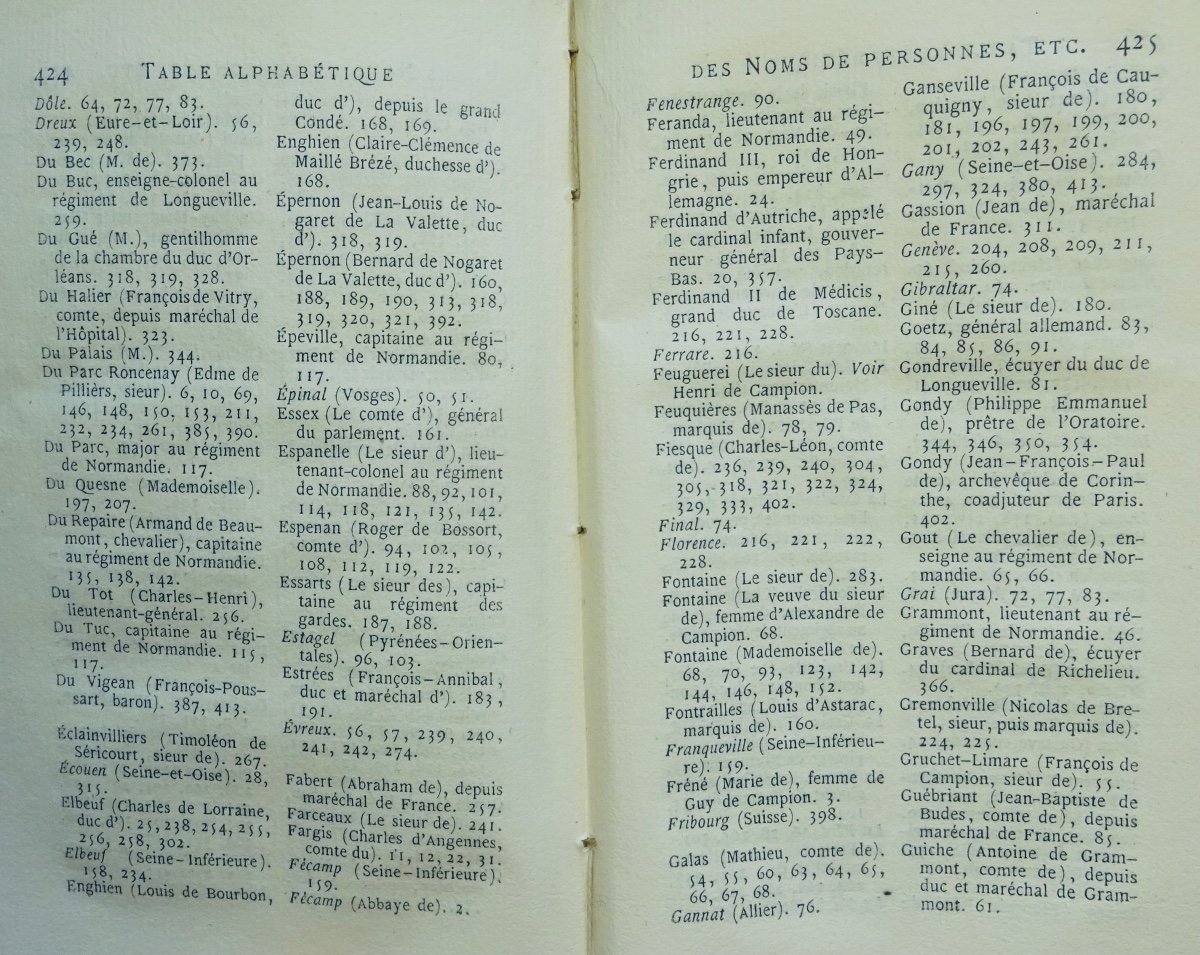 424 TABLE ALPHABÉTIQUE
Dôle. 64, 72, 77, 83.
Dreux (Eure-et-Loir). 56,
239, 248.
Du Bec (M. de). 373.
Du Buc, enseigne-colonel au
régiment de Longueville.
259.
Du Gué (M.), gentilhomme
de la chambre du duc d'Or-
léans. 318, 319, 328.
Du Halier (François de Vitry,
comte, depuis maréchal de
l'Hôpital). 323.
Du Palais (M.). 344.
Du Parc Roncenay (Edme de
Pilliers, sieur). 6, 10, 69,
146, 148, 150, 153, 211,
232, 234, 261, 385, 390.
Du Parc, major au régiment
de Normandie. 117.
Du Quesne (Mademoiselle).
197, 207.
Du Repaire (Armand de Beau-
mont, chevalier), capitaine
au régiment de Normandie.
135, 138, 142.
Du Tot (Charles-Henri),
lieutenant-général. 256.
Du Tuc, capitaine au régi-
ment de Normandie. 115,
117.
Du Vigean (François-Pous-
sart, baron). 387, 413.
Éclainvilliers (Timoléon de
Séricourt, sieur de). 267.
Écouen (Seine-et-Oise). 28,
315.
Elbeuf (Charles de Lorraine,
duc d'). 25, 238, 254, 255,
256, 258, 302.
Elbeuf (Seine-Inférieure).
158, 234.
Enghien (Louis de Bourbon,
duc d'), depuis le grand
Condé. 168, 169.
Enghien (Claire-Clémence de
Maillé Brézé, duchesse d').
168.
Épernon (Jean-Louis de No-
garet de La Valette, duc
d'). 318, 319.
Épernon (Bernard de Nogaret
de La Valette, duc d'). 160,
188, 189, 190, 313, 318,
319, 320, 321, 392.
Épeville, capitaine au régi-
ment de Normandie. 80,
117.
Épinal (Vosges). 50, 51.
Essex (Le comte d'), général
du parlement. 161.
Espanelle (Le sieur d'), lieu-
tenant-colonel au régiment
de Normandie. 88, 92, 101,
114, 118, 121, 135, 142.
Espenan (Roger de Bossort,
comte d'). 94, 102, 105,
108, 112, 119, 122.
Essarts (Le sieur des), capi-
taine au régiment des
gardes. 187, 188.
Estagel (Pyrénées-Orien-
tales). 96, 103.
Estrées (François-Annibal,
duc et maréchal d'). 183,
191.
Évreux. 56, 57, 239, 240,
241, 242, 274.
Fabert (Abraham de), depuis
maréchal de France. 257.
Farceaux (Le sieur de). 241.
Fargis (Charles d'Angennes,
comte du). 11, 12, 22, 31.
Fécamp (Seine-Inférieure).
159.
Fécamp (Abbaye de). 2.
DES NOMS DE PERSONNES, ETC. 425
Fenestrange. 90.
Feranda, lieutenant au régi-
ment de Normandie. 49.
Ferdinand III, roi de Hon-
grie, puis empereur d'Al-
lemagne. 24.
Ferdinand d'Autriche, appelé
le cardinal infant, gouver-
neur général des Pays-
Bas. 20, 357.
Ferdinand II de Médicis,
grand duc de Toscane.
216, 221, 228.
Ferrare. 216.
Feuguerei (Le sieur du). Voir
Henri de Campion.
Feuquières (Manassès de Pas,
marquis de). 78, 79.
Fiesque (Charles-Léon, comte
de). 236, 239, 240, 304,
305, 318, 321, 322, 324,
329, 333, 402.
Final. 74.
Florence. 216, 221, 222,
228.
Fontaine (Le sieur de). 283.
Fontaine (La veuve du sieur
de), femme d'Alexandre de
Campion. 68.
Fontaine (Mademoiselle de).
68, 70, 93, 123, 142,
144, 146, 148, 152.
Fontrailles (Louis d'Astarac,
marquis de). 160.
Franqueville (Seine-Inférieu-
re). 159.
Fréné (Marie de), femme de
Guy de Campion. 3.
Fribourg (Suisse). 398.
Galas (Mathieu, comte de).
54, 55, 60, 63, 64, 65,
66, 67, 68.
Gannat (Allier). 76.
Ganseville (François de Cau-
quigny, sieur de). 180,
181, 196, 197, 199, 200,
201, 202, 243, 261.
Gany (Seine-et-Oise). 284,
297, 324, 380, 413.
Gassion (Jean de), maréchal
de France. 311.
Genève. 204, 208, 209, 211,
215, 260.
Gibraltar. 74.
Giné (Le sieur de). 180.
Goetz, général allemand. 83,
84, 85, 86, 91.
Gondreville, écuyer du duc de
Longueville. 81.
Gondy (Philippe Emmanuel
de), prêtre de l'Oratoire.
344, 346, 350, 354.
Gondy (Jean-François-Paul
de), archevêque de Corin-
the, coadjuteur de Paris.
402.
Gout (Le chevalier de), en-
seigne au régiment de Nor-
mandie. 65, 66.
Grai (Jura). 72, 77, 83.
Grammont, lieutenant au ré-
giment de Normandie. 46.
Graves (Bernard de), écuyer
du cardinal de Richelieu.
366.
Gremonville (Nicolas de Bre-
tel, sieur, puis marquis de).
224, 225.
Gruchet-Limare (François de
Campion, sieur de). 55.
Guébriant (Jean-Baptiste de
Budes, comte de), depuis
maréchal de France. 85.
Guiche (Antoine de Gram-
mont, comte de), depuis
duc et maréchal de Gram-
mont. 61.